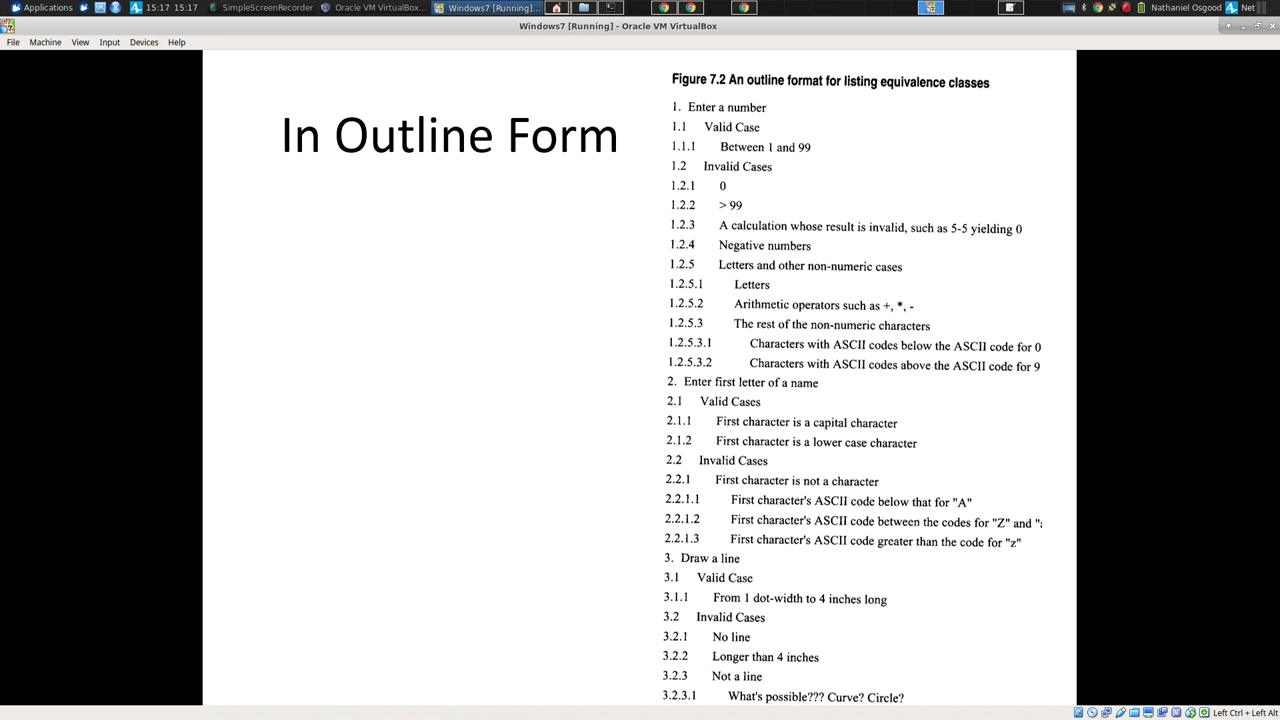 Applications
15:17 15:17
SimpleScreenRecorder
Oracle VM VirtualBox...
Windows7 [Running] -...
Nathaniel Osgood
Net
Windows7 [Running] - Oracle VM VirtualBox
File Machine View Input Devices Help
In Outline Form
Figure 7.2 An outline format for listing equivalence classes
1. Enter a number
1.1 Valid Case
1.1.1 Between 1 and 99
1.2 Invalid Cases
1.2.1 0
1.2.2 > 99
1.2.3 A calculation whose result is invalid, such as 5-5 yielding 0
1.2.4 Negative numbers
1.2.5 Letters and other non-numeric cases
1.2.5.1 Letters
1.2.5.2 Arithmetic operators such as +, *, -
1.2.5.3 The rest of the non-numeric characters
1.2.5.3.1 Characters with ASCII codes below the ASCII code for 0
1.2.5.3.2 Characters with ASCII codes above the ASCII code for 9
2. Enter first letter of a name
2.1 Valid Cases
2.1.1 First character is a capital character
2.1.2 First character is a lower case character
2.2 Invalid Cases
2.2.1 First character is not a character
2.2.1.1 First character's ASCII code below that for "A"
2.2.1.2 First character's ASCII code between the codes for "Z" and
2.2.1.3 First character's ASCII code greater than the code for "z"
3. Draw a line
3.1 Valid Case
3.1.1 From 1 dot-width to 4 inches long
3.2 Invalid Cases
3.2.1 No line
3.2.2 Longer than 4 inches
3.2.3 Not a line
3.2.3.1 What's possible??? Curve? Circle?
Left Ctrl + Left Alt